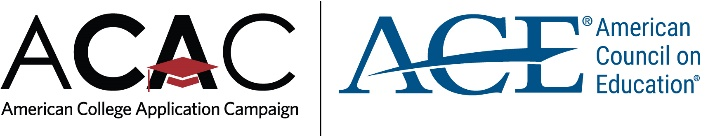 ACAC
American College Application Campaign
ACE®
American
Council on
Education®